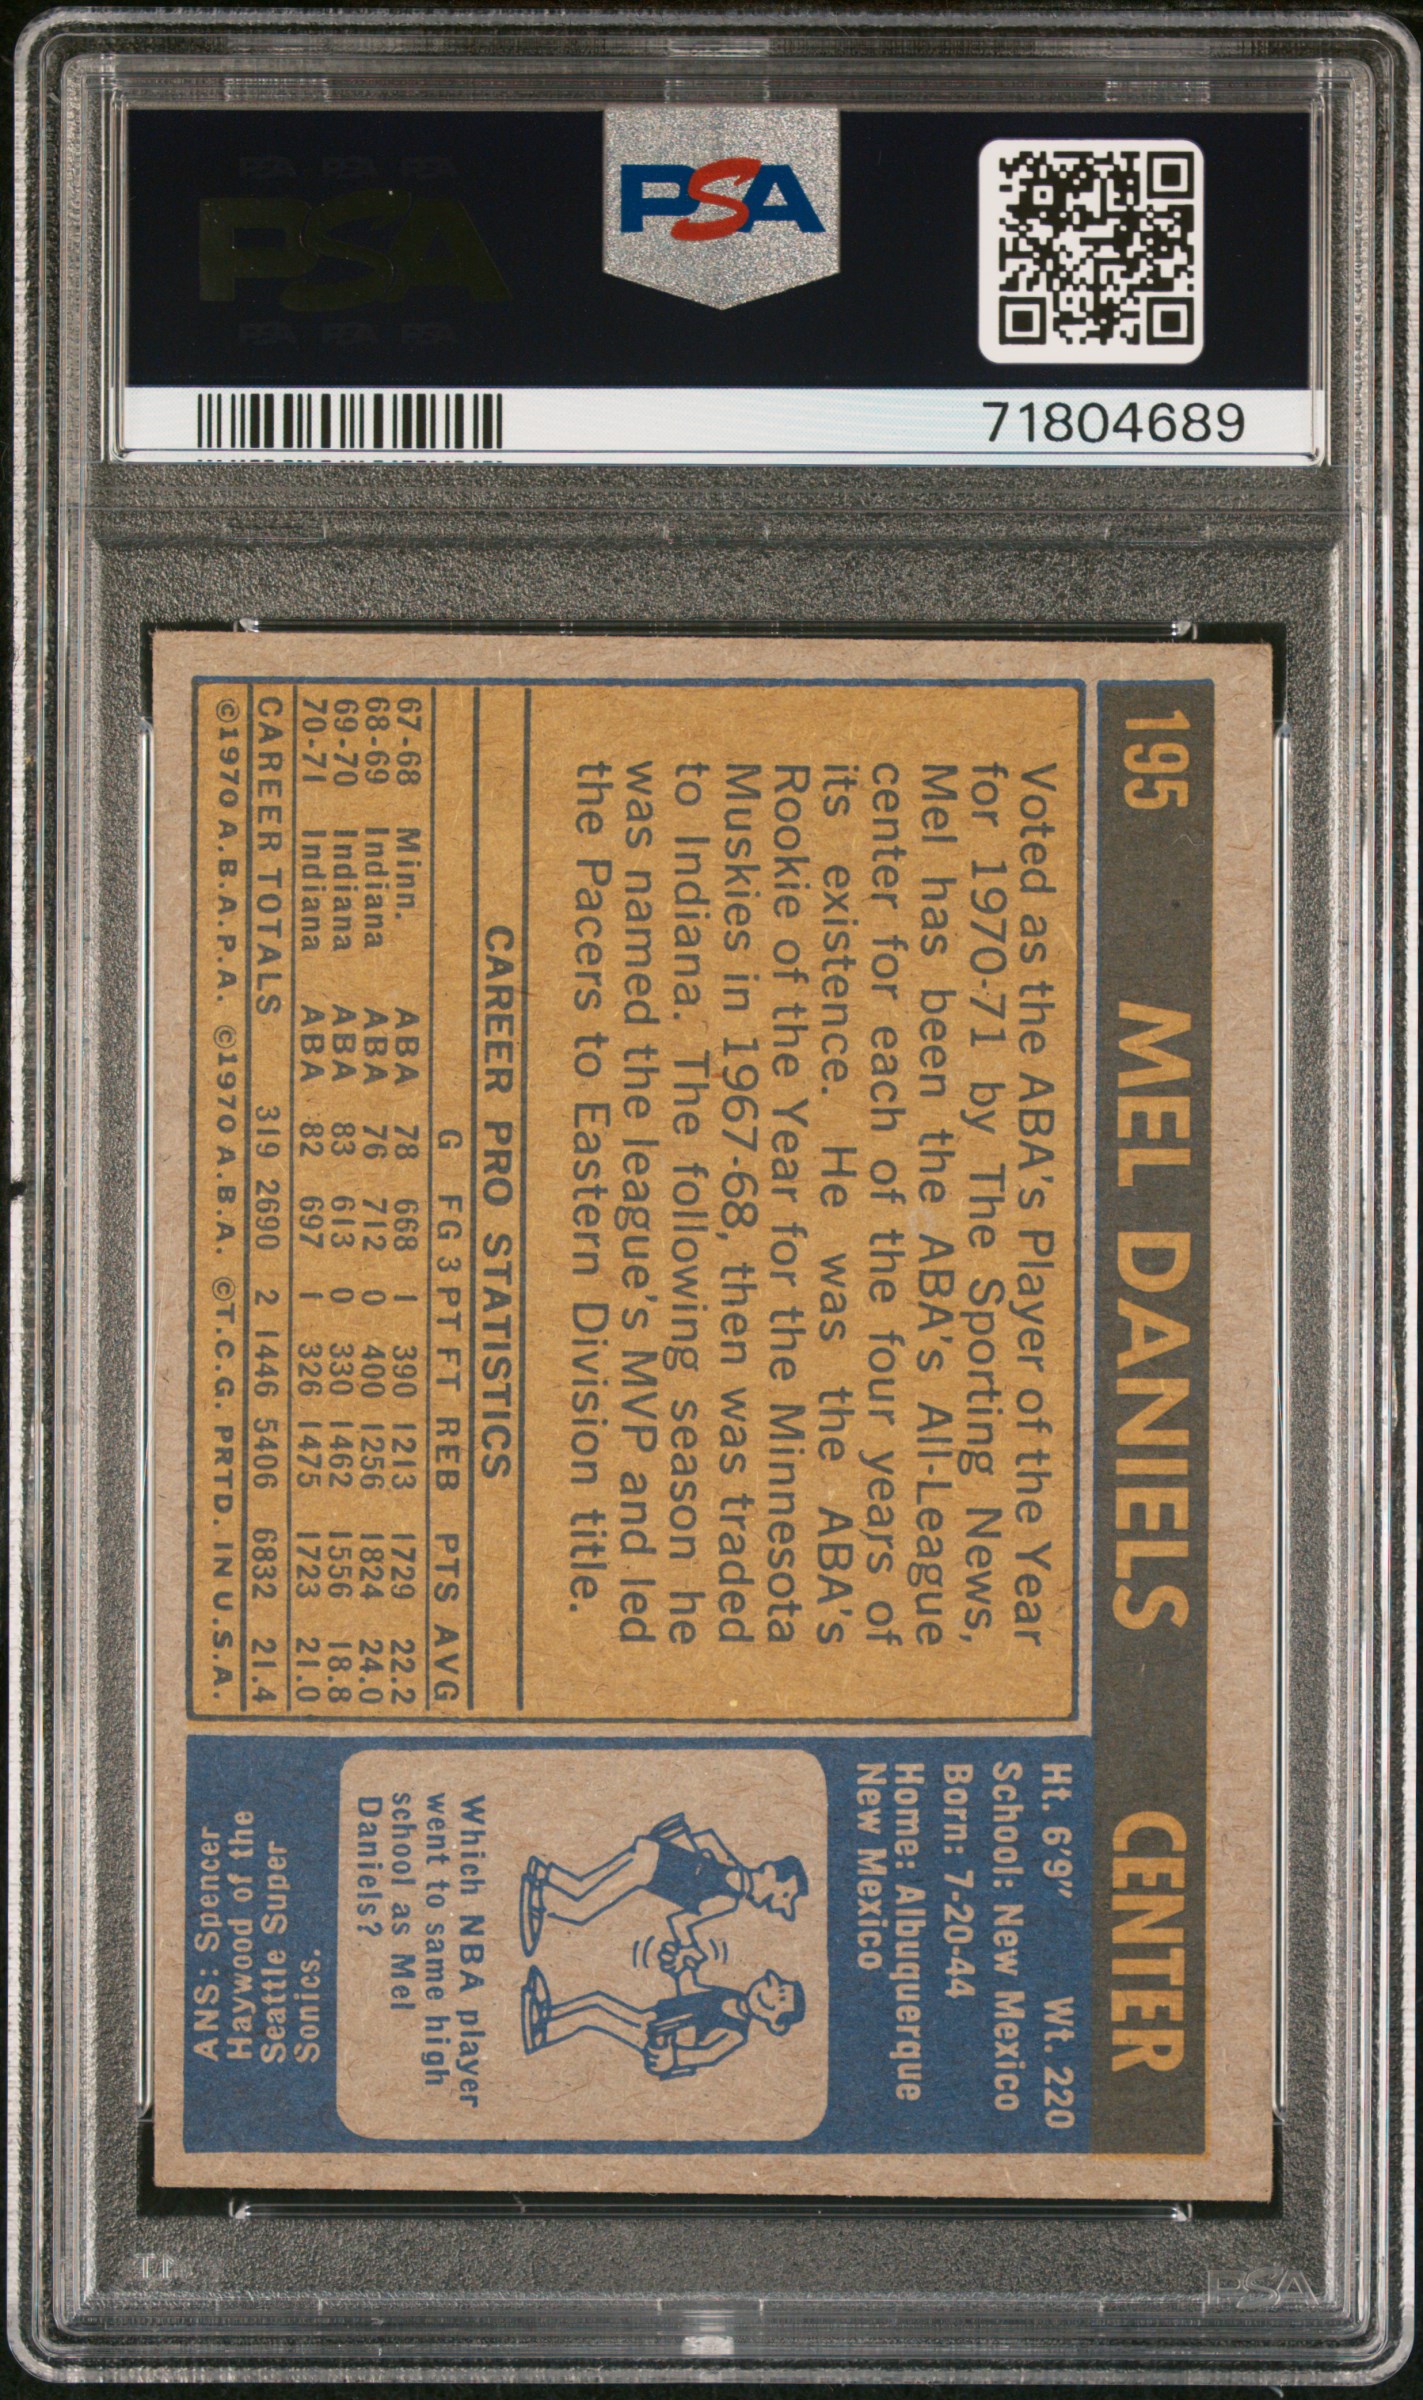 PSA PSA PSA
PSA
PSA PSA PSA
PSA
71804689
195 MEL DANIELS CENTER
Voted as the ABA's Player of the Year
for 1970-71 by The Sporting News,
Mel has been the ABA's All-League
center for each of the four years of
its existence. He was the ABA's
Rookie of the Year for the Minnesota
Muskies in 1967-68, then was traded
to Indiana. The following season he
was named the league's MVP and led
the Pacers to Eastern Division title.
CAREER PRO STATISTICS
G FG 3PT FT REB PTS AVG
67-68 Minn. ABA 78 668 1 390 1213 1729 22.2
68-69 Indiana ABA 76 712 0 400 1256 1824 24.0
69-70 Indiana ABA 83 613 0 330 1462 1556 18.8
70-71 Indiana ABA 82 697 1 326 1475 1723 21.0
CAREER TOTALS 319 2690 2 1446 5406 6832 21.4
©1970 A.B.A.P.A. ©1970 A.B.A. ©T.C.G. PRTD. IN U.S.A.
Ht. 6'9" Wt. 220
School: New Mexico
Born: 7-20-44
Home: Albuquerque
New Mexico
Which NBA player
went to same high
school as Mel
Daniels?
ANS: Spencer
Haywood of the
Seattle Super
Sonics.
PSA